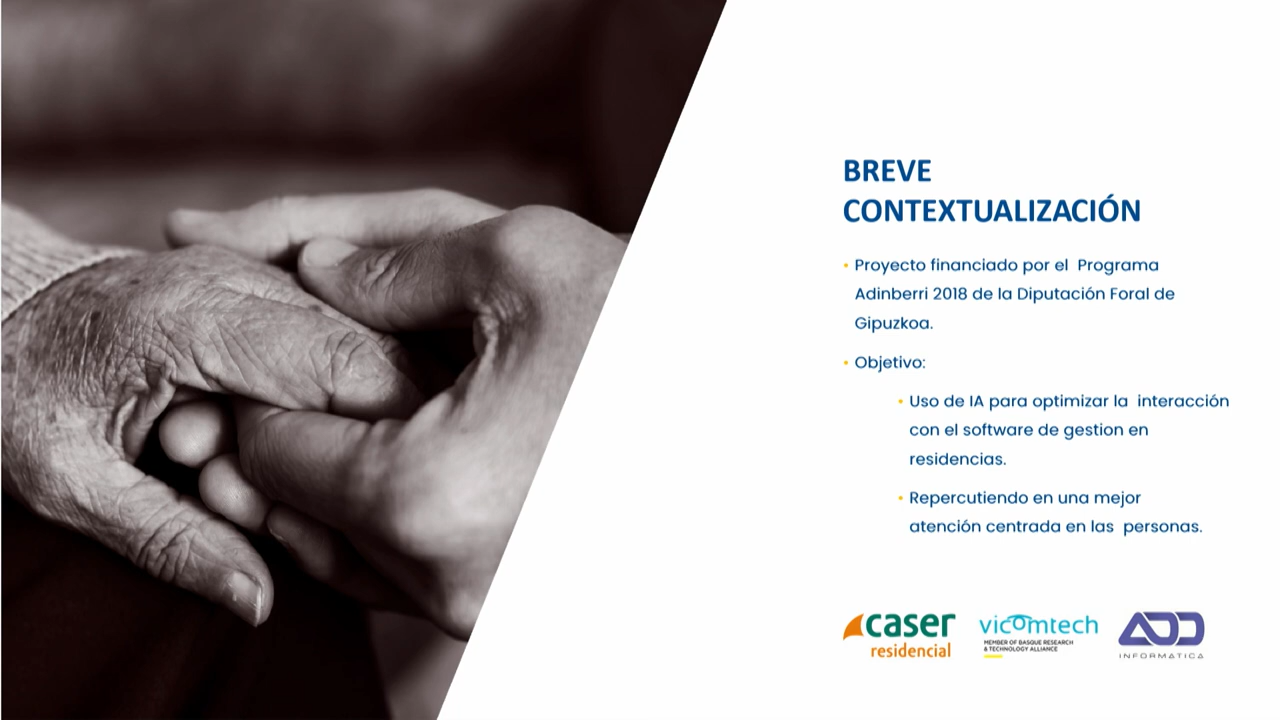 BREVE
CONTEXTUALIZACIÓN
• Proyecto financiado por el Programa
Adinberri 2018 de la Diputación Foral de
Gipuzkoa.
• Objetivo:
• Uso de IA para optimizar la interacción
con el software de gestion en
residencias.
• Repercutiendo en una mejor
atención centrada en las personas.
caser
residencial
vicomtech
MEMBER OF BASQUE RESEARCH
& TECHNOLOGY ALLIANCE
ADD
INFORMATICA